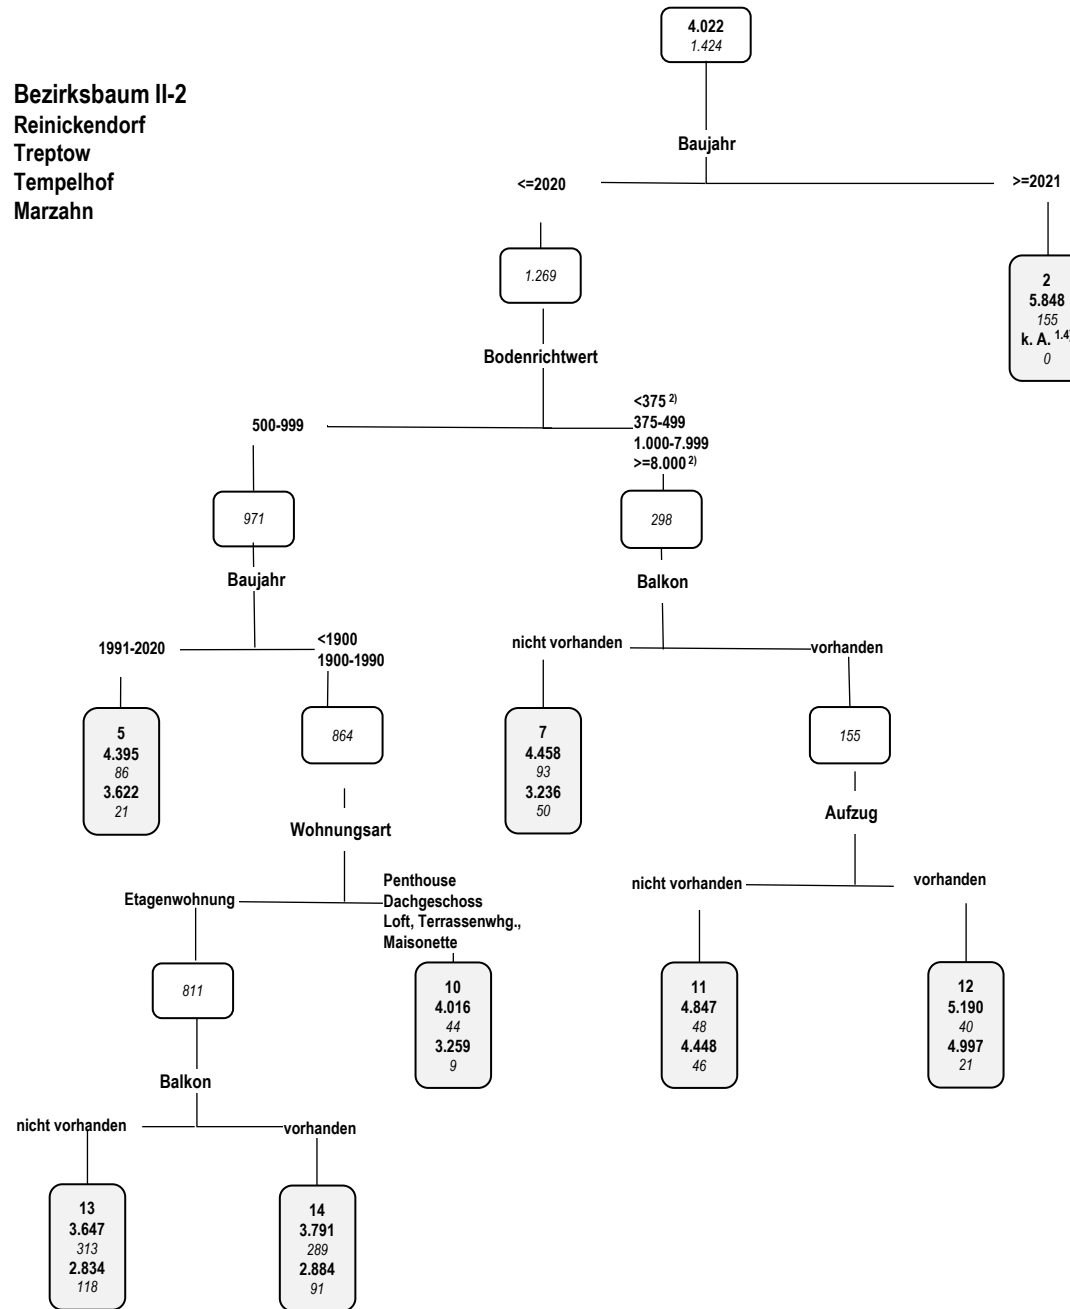 4.022
1.424
Bezirksbaum II-2
Reinickendorf
Treptow
Tempelhof
Marzahn
Baujahr
<=2020
>=2021
1.269
2
5.848
155
k. A. 1.4)
0
Bodenrichtwert
500-999
<375 2)
375-499
1.000-7.999
>=8.000 2)
971
298
Baujahr
Balkon
1991-2020
<1900
1900-1990
nicht vorhanden
vorhanden
5
4.395
86
3.622
21
864
7
4.458
93
3.236
50
155
Wohnungsart
Aufzug
Etagenwohnung
Penthouse
Dachgeschoss
Loft, Terrassenwhg.,
Maisonette
nicht vorhanden
vorhanden
811
10
4.016
44
3.259
9
11
4.847
48
4.448
46
12
5.190
40
4.997
21
Balkon
nicht vorhanden
vorhanden
13
3.647
313
2.834
118
14
3.791
289
2.884
91